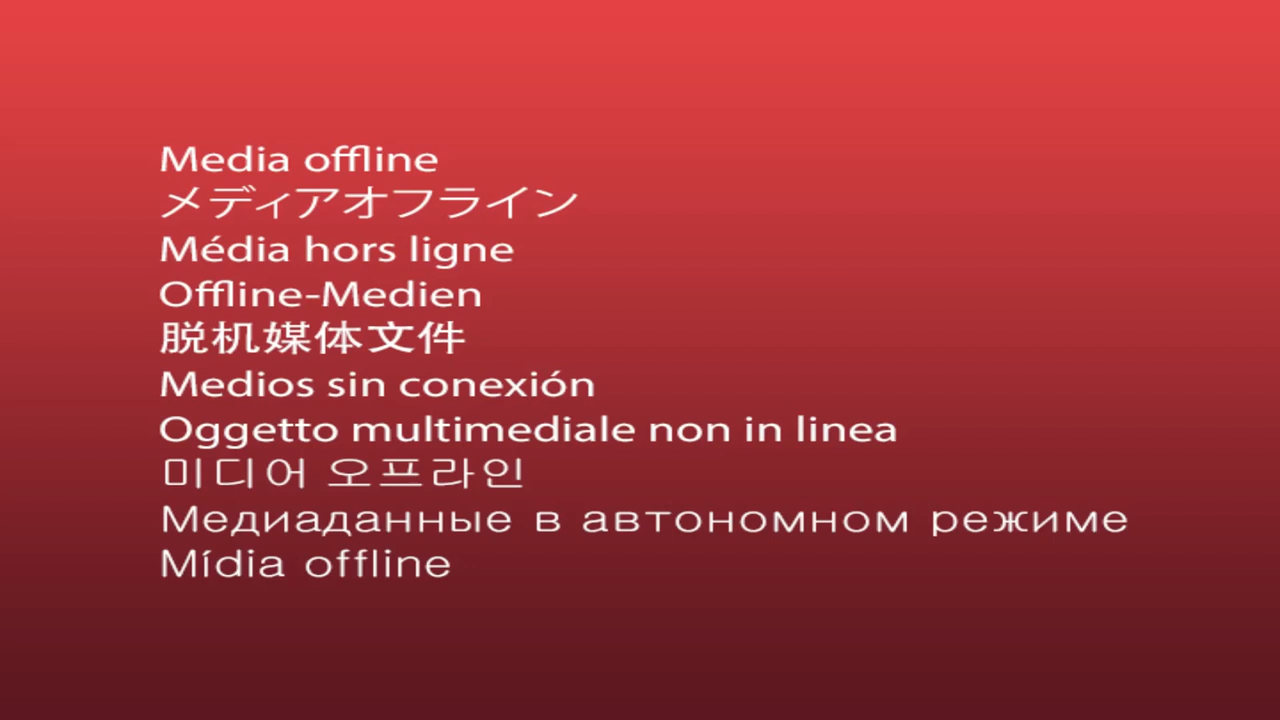 Media offline
メディアオフライン
Média hors ligne
Offline-Medien
脱机媒体文件
Medios sin conexión
Oggetto multimediale non in linea
미디어 오프라인
Медиаданные в автономном режиме
Mídia offline